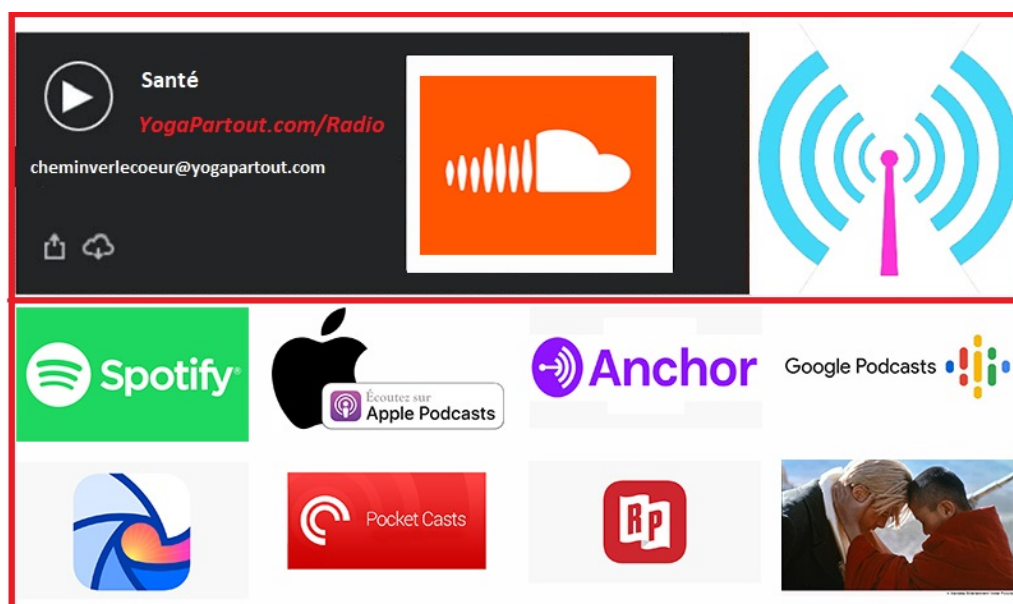 Santé
YogaPartout.com/Radio
cheminverlecoeur@yogapartout.com
Spotify®
Écoutez sur
Apple Podcasts
Anchor
Google Podcasts
Pocket Casts
RP